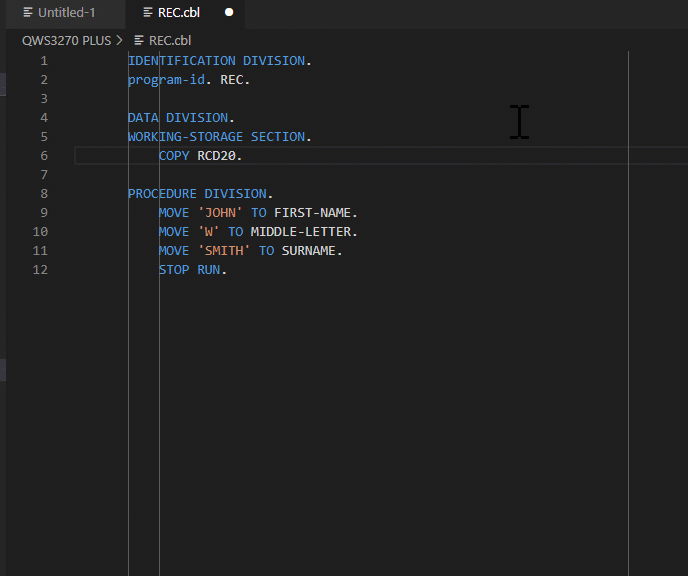 Untitled-1 REC.cbl
QWS3270 PLUS > REC.cbl
1 IDENTIFICATION DIVISION.
2 program-id. REC.
3
4 DATA DIVISION.
5 WORKING-STORAGE SECTION.
6 COPY RCD20.
7
8 PROCEDURE DIVISION.
9 MOVE 'JOHN' TO FIRST-NAME.
10 MOVE 'W' TO MIDDLE-LETTER.
11 MOVE 'SMITH' TO SURNAME.
12 STOP RUN.